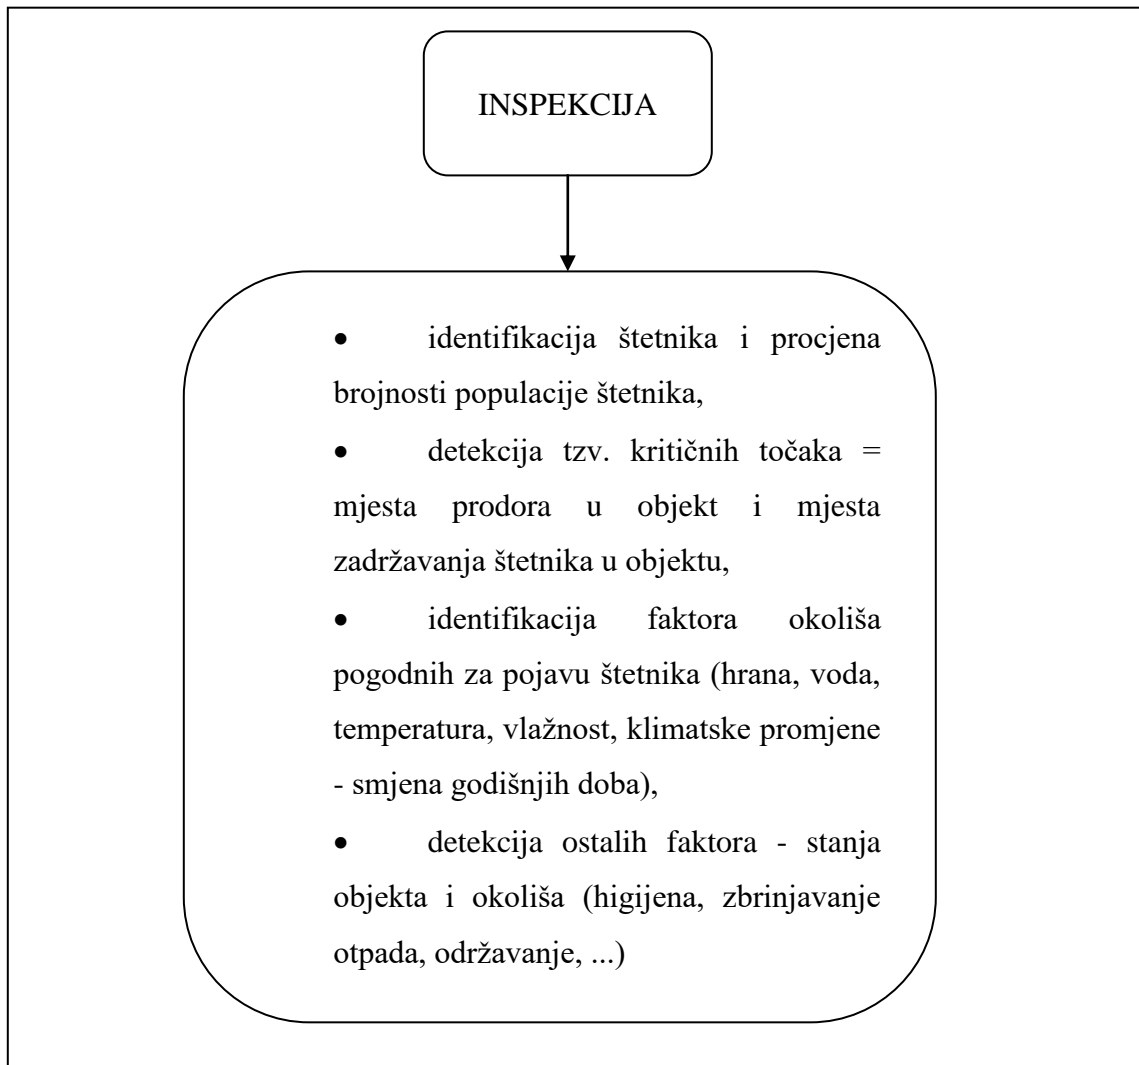 INSPEKCIJA
• identifikacija štetnika i procjena
brojnosti populacije štetnika,
• detekcija tzv. kritičnih točaka =
mjesta prodora u objekt i mjesta
zadržavanja štetnika u objektu,
• identifikacija faktora okoliša
pogodnih za pojavu štetnika (hrana, voda,
temperatura, vlažnost, klimatske promjene
- smjena godišnjih doba),
• detekcija ostalih faktora - stanja
objekta i okoliša (higijena, zbrinjavanje
otpada, održavanje, ...)